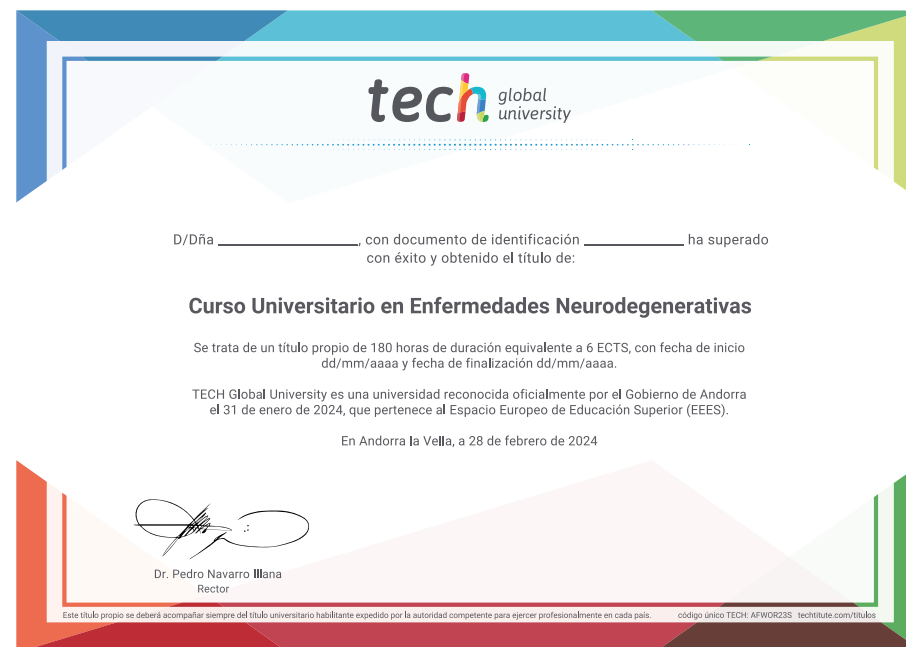 tech global university
D/Dña ____________________, con documento de identificación ______________ ha superado
con éxito y obtenido el título de:
Curso Universitario en Enfermedades Neurodegenerativas
Se trata de un título propio de 180 horas de duración equivalente a 6 ECTS, con fecha de inicio
dd/mm/aaaa y fecha de finalización dd/mm/aaaa.
TECH Global University es una universidad reconocida oficialmente por el Gobierno de Andorra
el 31 de enero de 2024, que pertenece al Espacio Europeo de Educación Superior (EEES).
En Andorra la Vella, a 28 de febrero de 2024
Dr. Pedro Navarro Illana
Rector
Este título propio se deberá acompañar siempre del título universitario habilitante expedido por la autoridad competente para ejercer profesionalmente en cada país. código único TECH: AFWOR23S techtitute.com/titulos